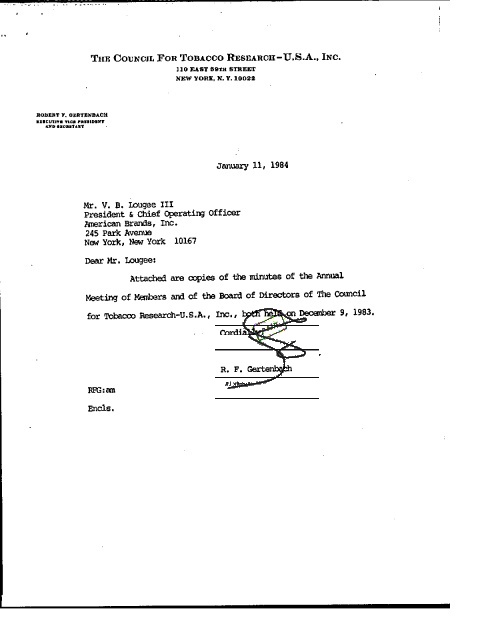 THE COUNCIL FOR TOBACCO RESEARCH-U.S.A., INC.
110 EAST 59TH STREET
NEW YORK, N. Y. 10022
ROBERT F. GERTENBACH
EXECUTIVE VICE PRESIDENT
AND SECRETARY
January 11, 1984
Mr. V. B. Lougee III
President & Chief Operating Officer
American Brands, Inc.
245 Park Avenue
New York, New York 10167
Dear Mr. Lougee:
Attached are copies of the minutes of the Annual
Meeting of Members and of the Board of Directors of The Council
for Tobacco Research-U.S.A., Inc., both held on December 9, 1983.
R. F. Gertenbach
RFG:am
Encls.